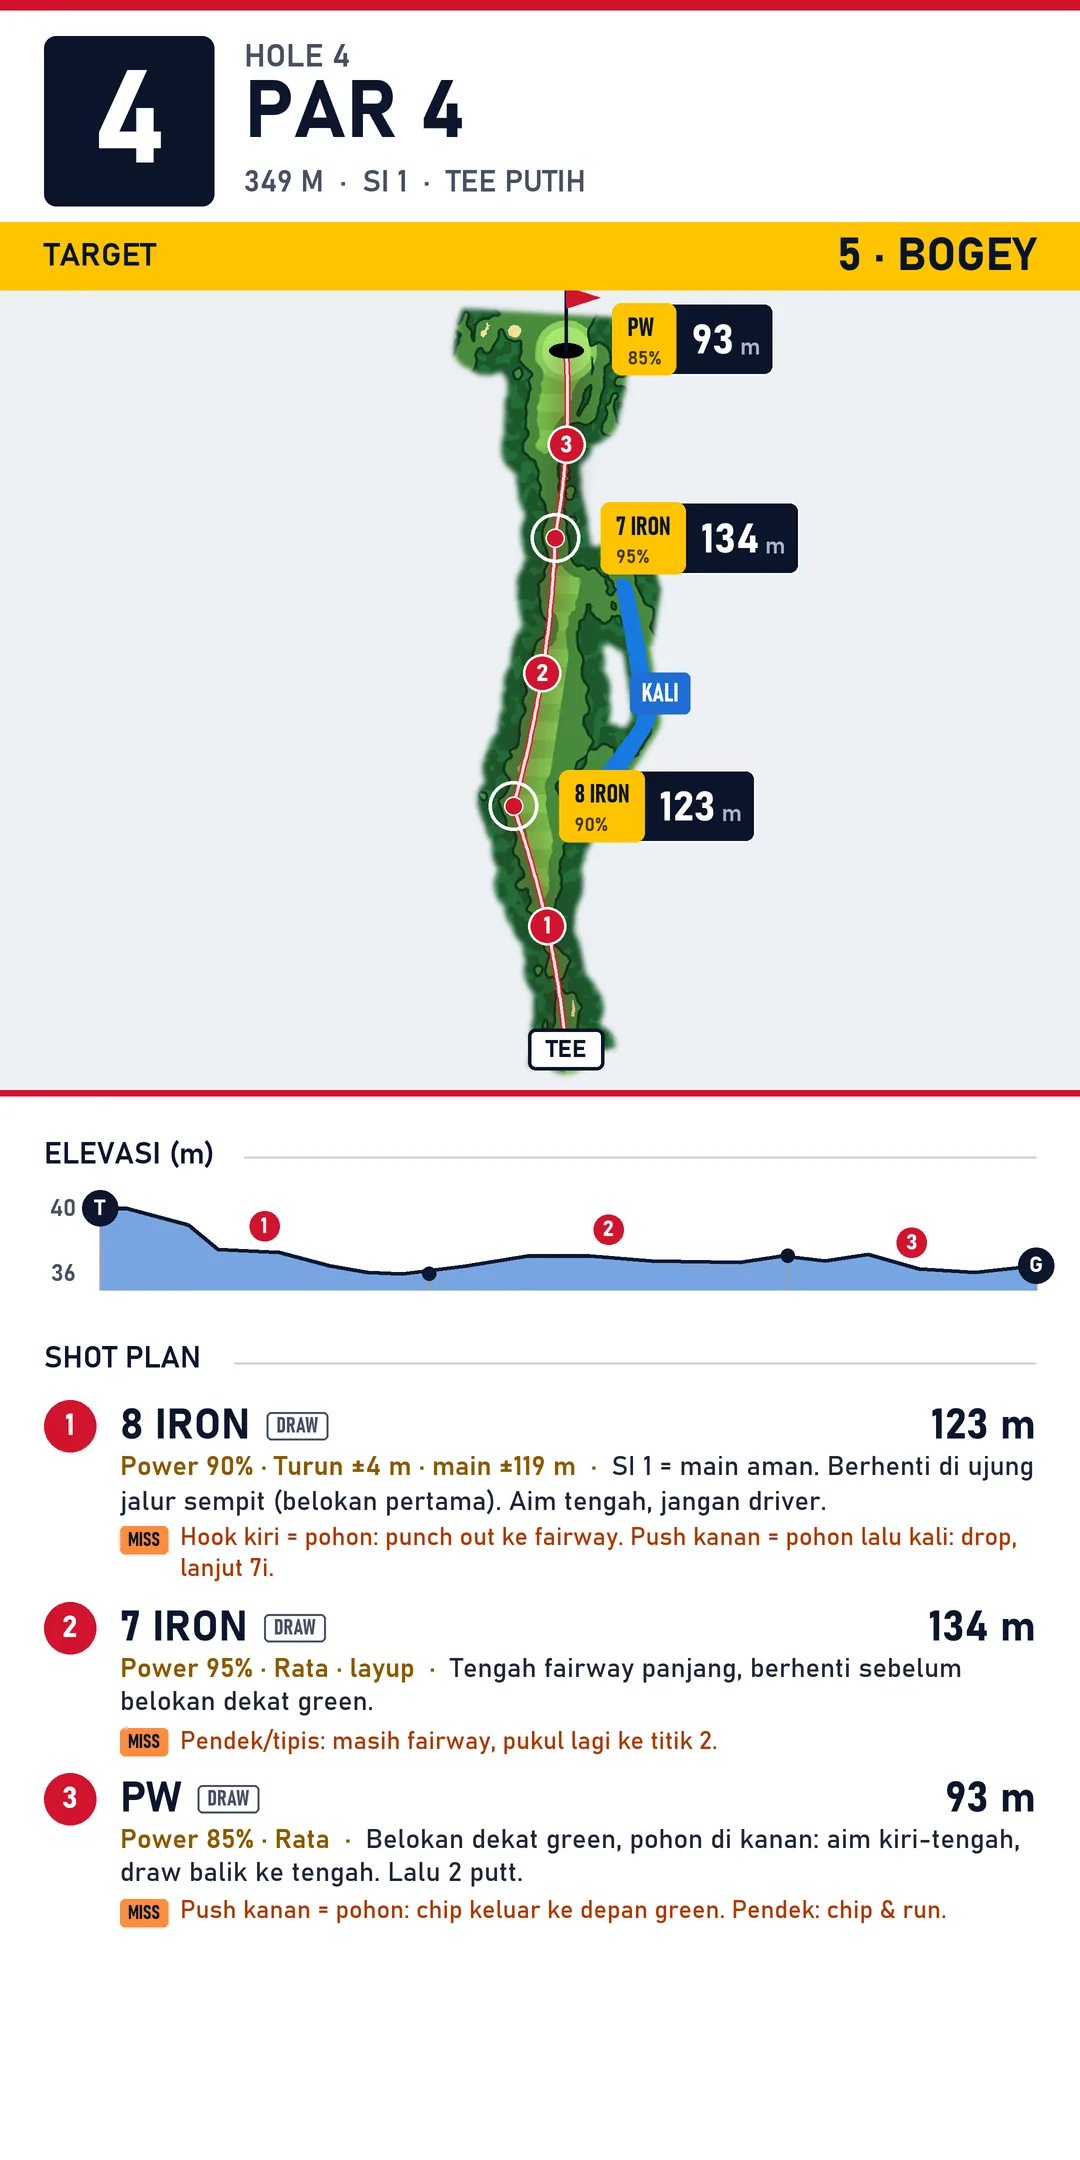 4
HOLE 4
PAR 4
349 M · SI 1 · TEE PUTIH
TARGET
5 · BOGEY
PW
85%
93 m
3
7 IRON
95%
134 m
2
KALI
8 IRON
90%
123 m
1
TEE
ELEVASI (m)
40
T
1
2
3
36
G
SHOT PLAN
1
8 IRON DRAW 123 m
Power 90% · Turun ±4 m · main ±119 m · SI 1 = main aman. Berhenti di ujung
jalur sempit (belokan pertama). Aim tengah, jangan driver.
MISS Hook kiri = pohon: punch out ke fairway. Push kanan = pohon lalu kali: drop,
lanjut 7i.
2
7 IRON DRAW 134 m
Power 95% · Rata · layup · Tengah fairway panjang, berhenti sebelum
belokan dekat green.
MISS Pendek/tipis: masih fairway, pukul lagi ke titik 2.
3
PW DRAW 93 m
Power 85% · Rata · Belokan dekat green, pohon di kanan: aim kiri-tengah,
draw balik ke tengah. Lalu 2 putt.
MISS Push kanan = pohon: chip keluar ke depan green. Pendek: chip & run.